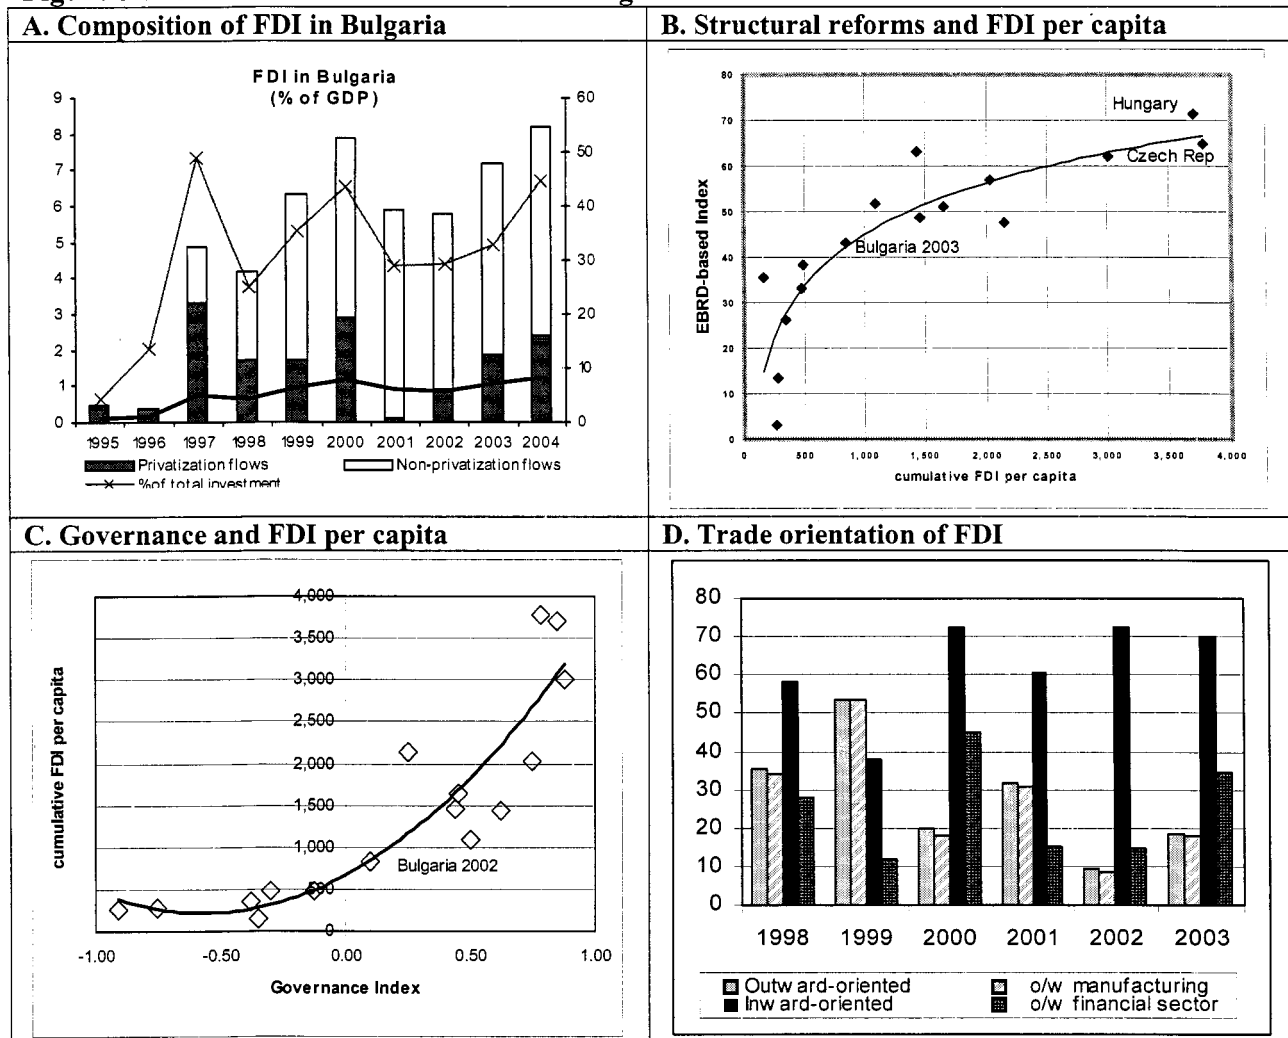 A. Composition of FDI in Bulgaria
FDI in Bulgaria
(% of GDP)
9
8
7
6
5
4
3
2
1
0
60
50
40
30
20
10
0
1995 1996 1997 1998 1999 2000 2001 2002 2003 2004
Privatization flows
Non-privatization flows
% of total investment
B. Structural reforms and FDI per capita
80
70
60
50
40
30
20
10
0
EBRD-based Index
Hungary
Czech Rep
Bulgaria 2003
0 500 1,000 1,500 2,000 2,500 3,000 3,500 4,000
cumulative FDI per capita
C. Governance and FDI per capita
4,000
3,500
3,000
2,500
2,000
1,500
1,000
500
0
cumulative FDI per capita
Bulgaria 2002
-1.00 -0.50 0.00 0.50 1.00
Governance Index
D. Trade orientation of FDI
80
70
60
50
40
30
20
10
0
1998 1999 2000 2001 2002 2003
Outward-oriented
o/w manufacturing
Inward-oriented
o/w financial sector